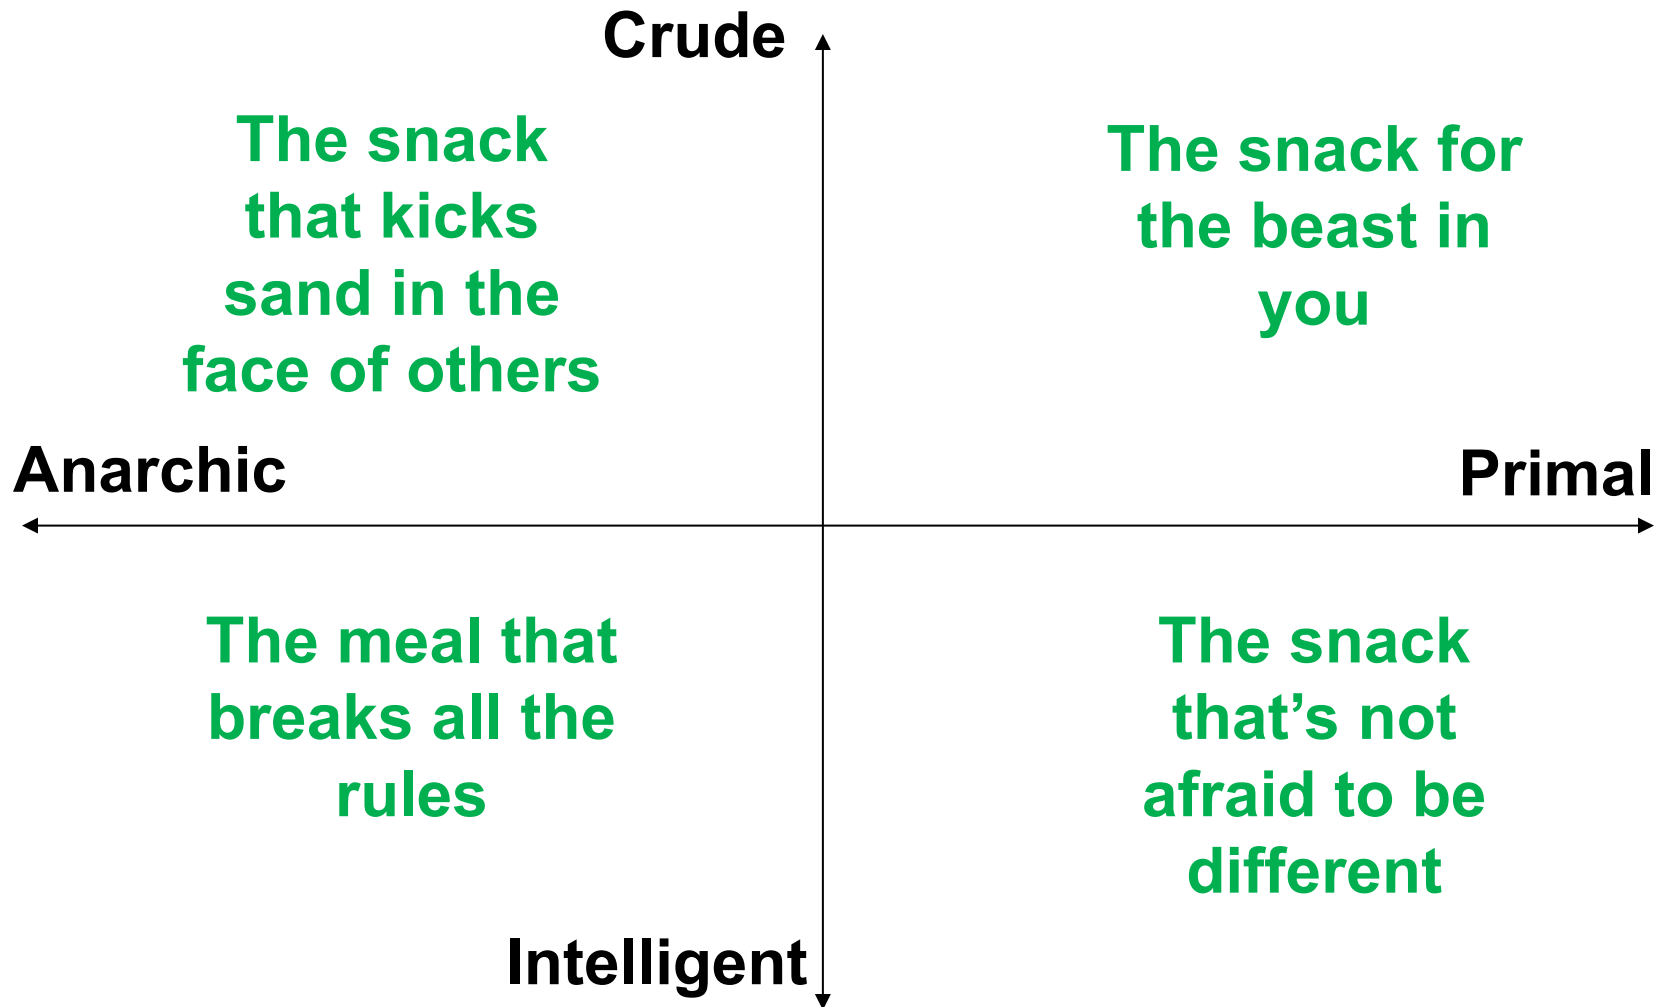 Crude
The snack
that kicks
sand in the
face of others
The snack for
the beast in
you
Anarchic
Primal
The meal that
breaks all the
rules
The snack
that’s not
afraid to be
different
Intelligent